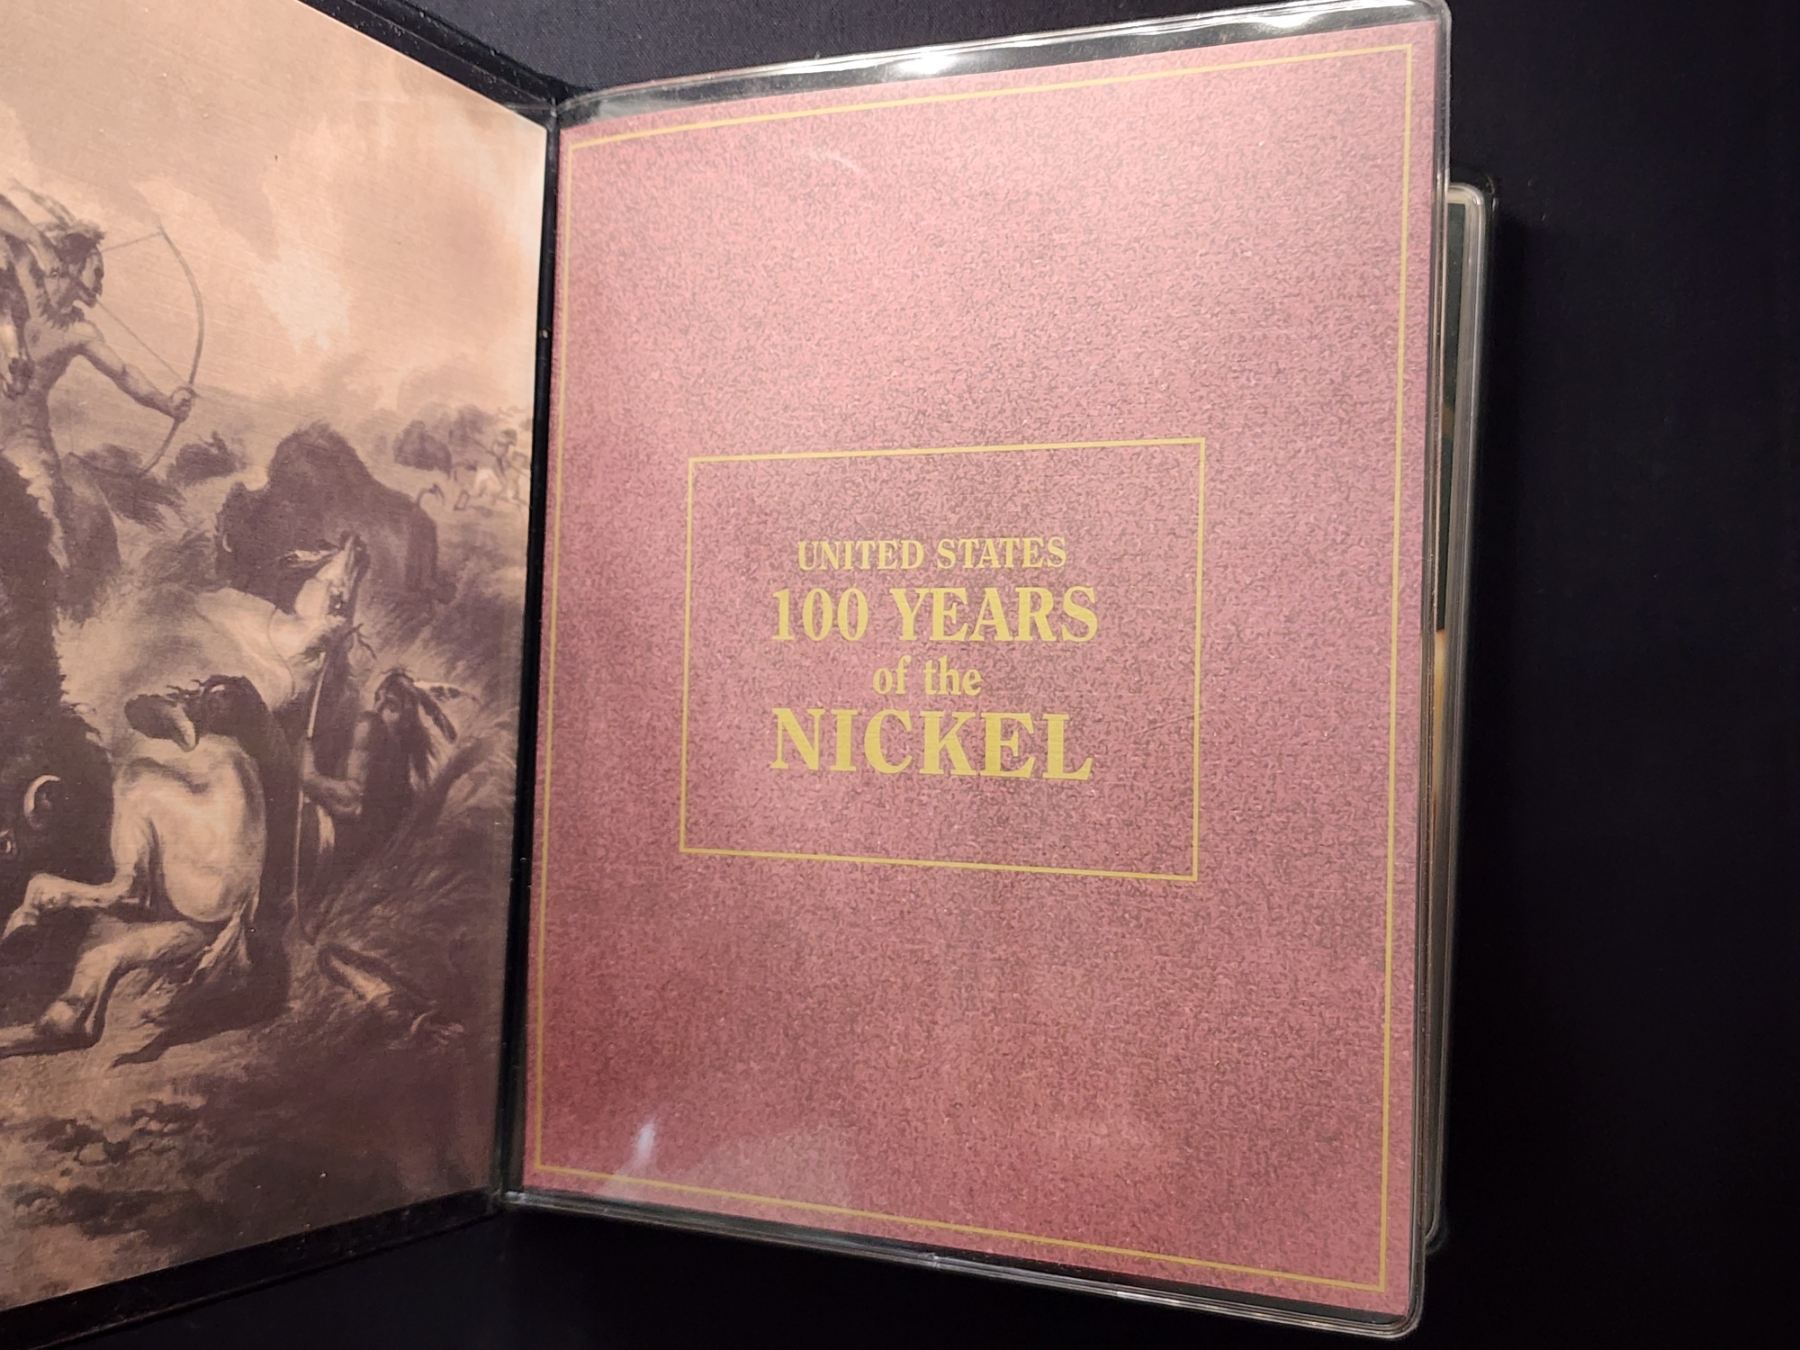 UNITED STATES
100 YEARS
of the
NICKEL